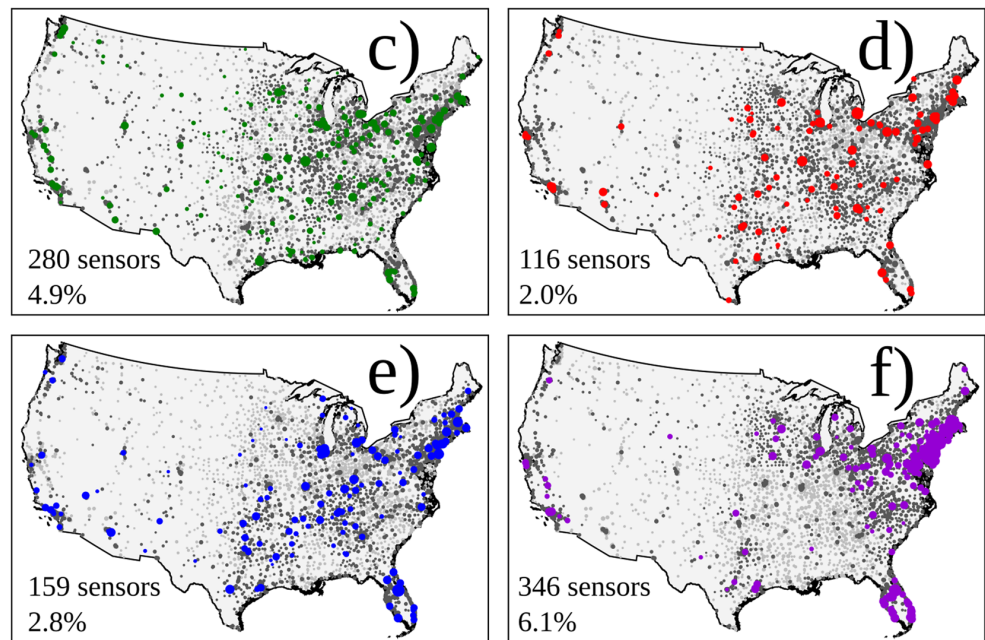 c)
280 sensors
4.9%
d)
116 sensors
2.0%
e)
159 sensors
2.8%
f)
346 sensors
6.1%